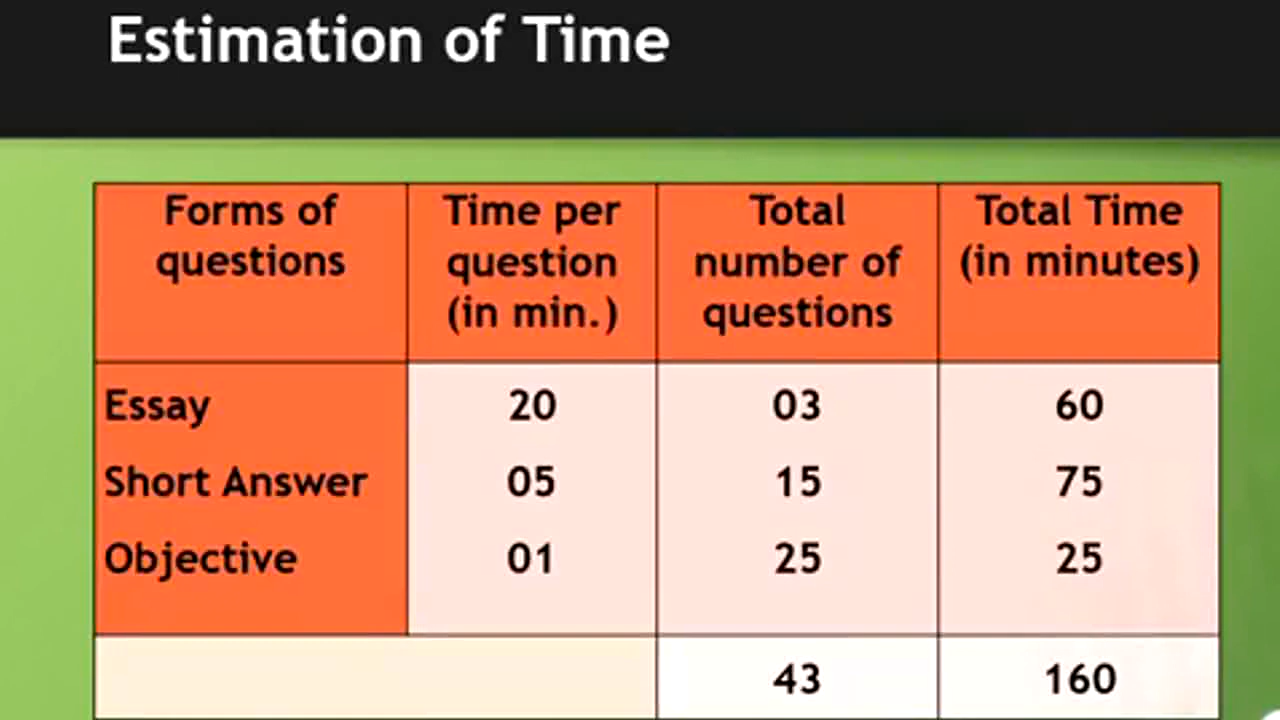 Estimation of Time
Forms of questions | Time per question (in min.) | Total number of questions | Total Time (in minutes)
Essay | 20 | 03 | 60
Short Answer | 05 | 15 | 75
Objective | 01 | 25 | 25
43 | 160